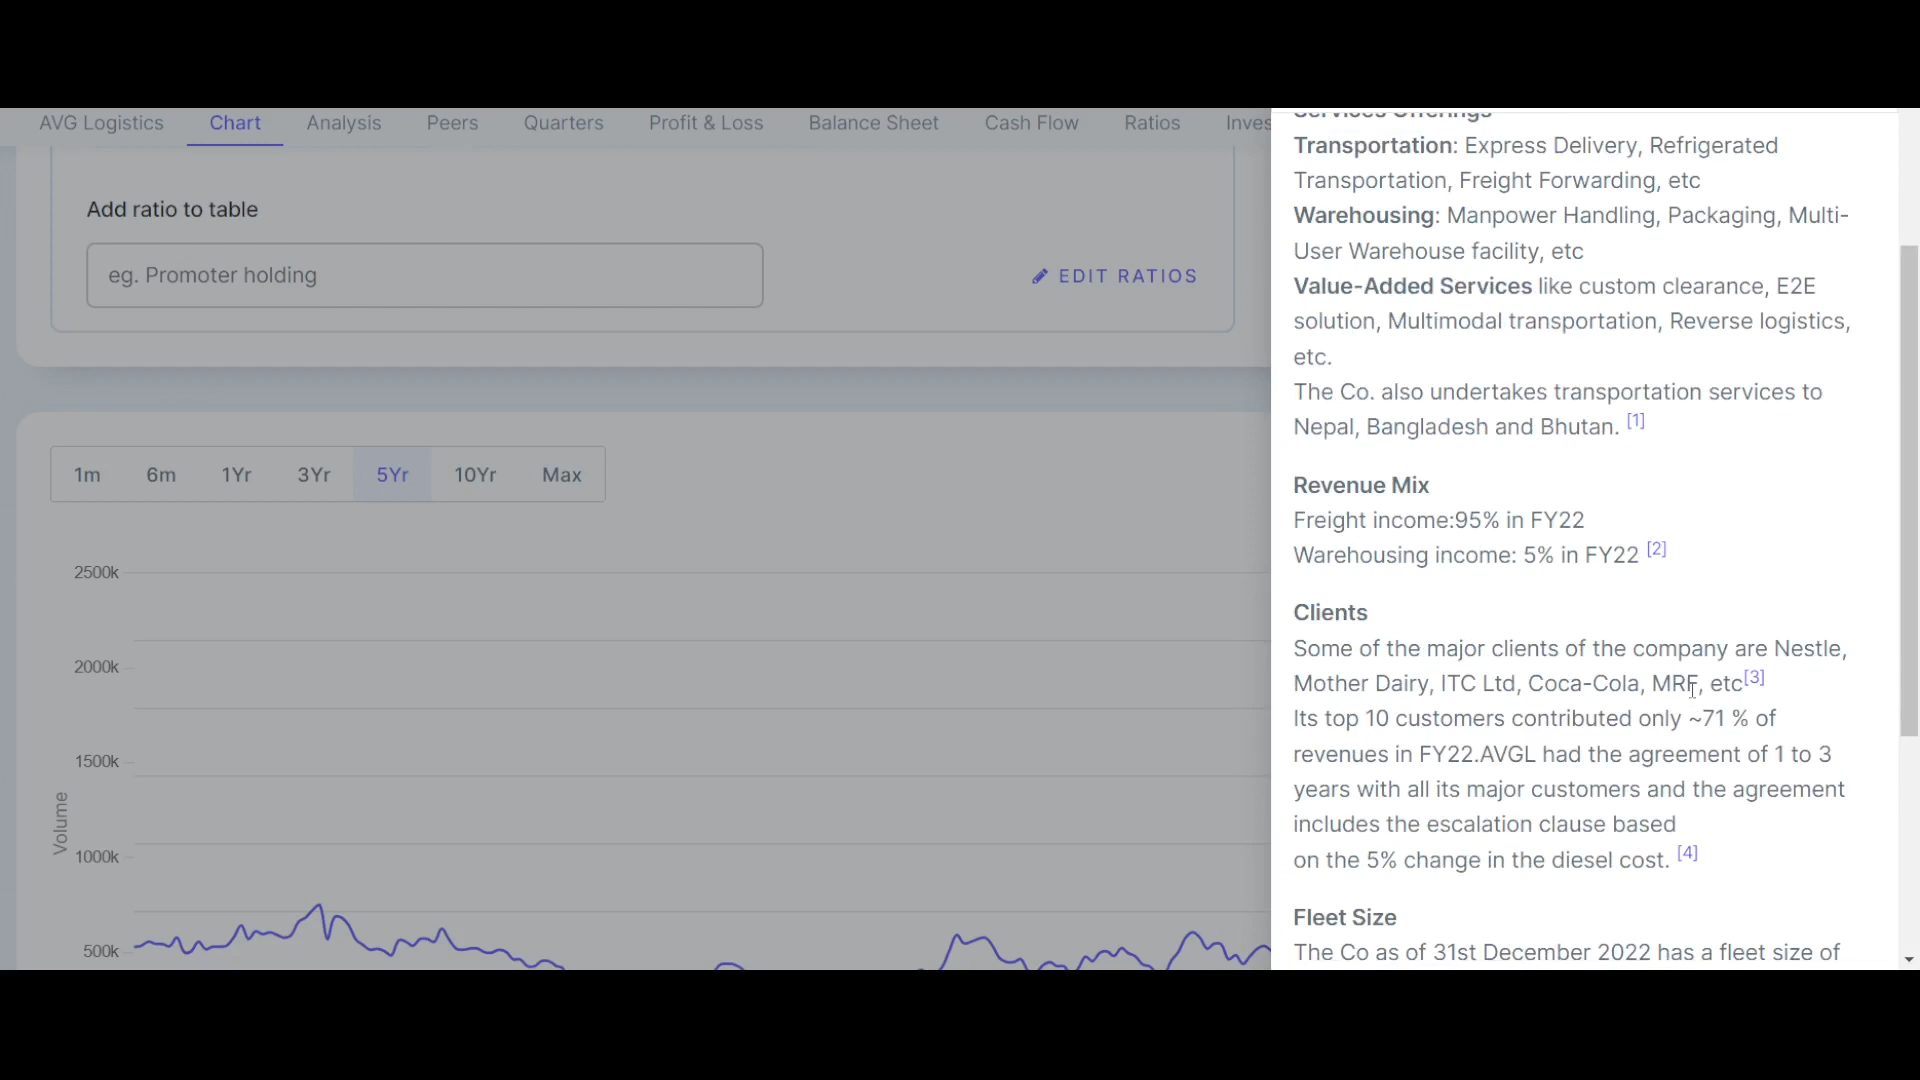 AVG Logistics Chart Analysis Peers Quarters Profit & Loss Balance Sheet Cash Flow Ratios Inves
Add ratio to table
eg. Promoter holding
EDIT RATIOS
1m 6m 1Yr 3Yr 5Yr 10Yr Max
2500k
2000k
1500k
1000k
500k
Volume
Services Offerings
Transportation: Express Delivery, Refrigerated
Transportation, Freight Forwarding, etc
Warehousing: Manpower Handling, Packaging, Multi-
User Warehouse facility, etc
Value-Added Services like custom clearance, E2E
solution, Multimodal transportation, Reverse logistics,
etc.
The Co. also undertakes transportation services to
Nepal, Bangladesh and Bhutan. [1]
Revenue Mix
Freight income:95% in FY22
Warehousing income: 5% in FY22 [2]
Clients
Some of the major clients of the company are Nestle,
Mother Dairy, ITC Ltd, Coca-Cola, MRF, etc[3]
Its top 10 customers contributed only ~71 % of
revenues in FY22.AVGL had the agreement of 1 to 3
years with all its major customers and the agreement
includes the escalation clause based
on the 5% change in the diesel cost. [4]
Fleet Size
The Co as of 31st December 2022 has a fleet size of